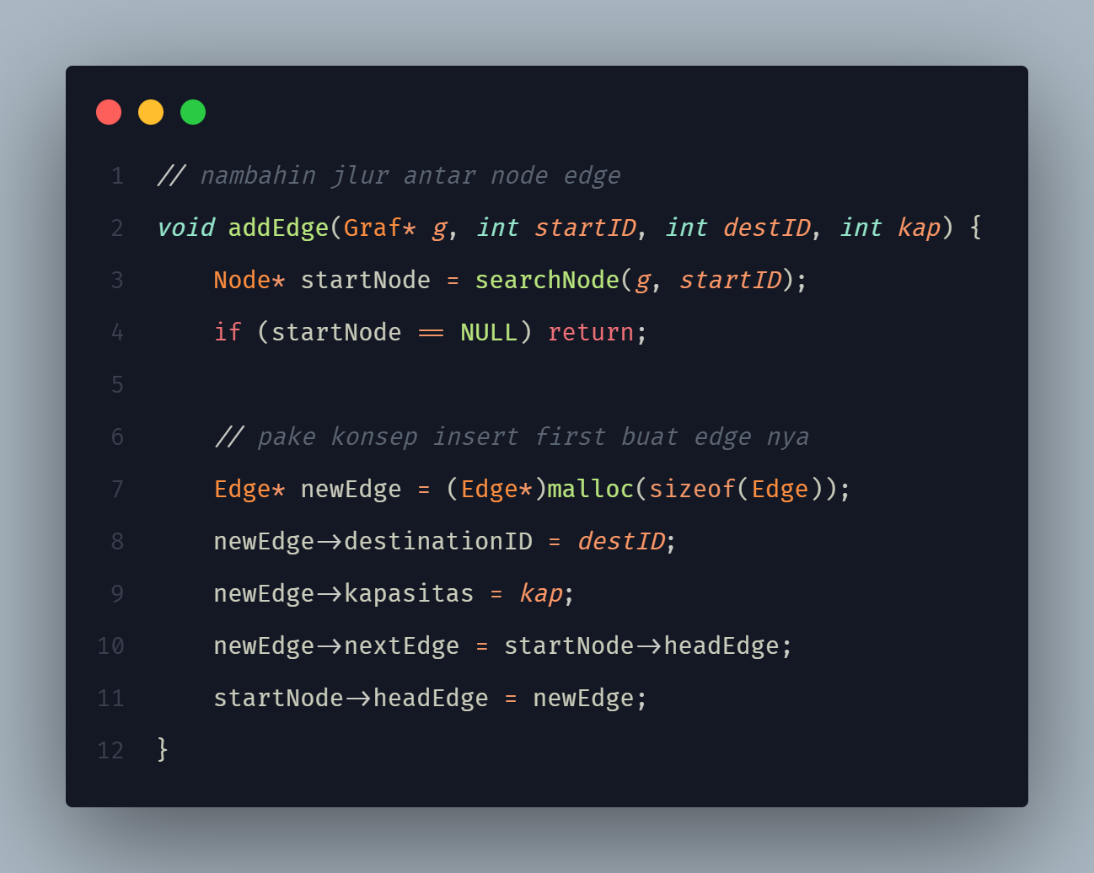 1 // nambahin jlur antar node edge
2 void addEdge(Graf* g, int startID, int destID, int kap) {
3     Node* startNode = searchNode(g, startID);
4     if (startNode == NULL) return;
5
6     // pake konsep insert first buat edge nya
7     Edge* newEdge = (Edge*)malloc(sizeof(Edge));
8     newEdge->destinationID = destID;
9     newEdge->kapasitas = kap;
10     newEdge->nextEdge = startNode->headEdge;
11     startNode->headEdge = newEdge;
12 }